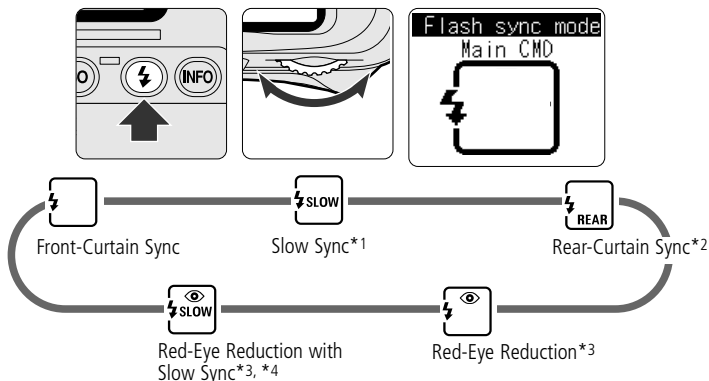 O
INFO
Flash sync mode
Main CMD
SLOW
REAR
Front-Curtain Sync
Slow Sync*1
Rear-Curtain Sync*2
SLOW
Red-Eye Reduction with
Slow Sync*3, *4
Red-Eye Reduction*3